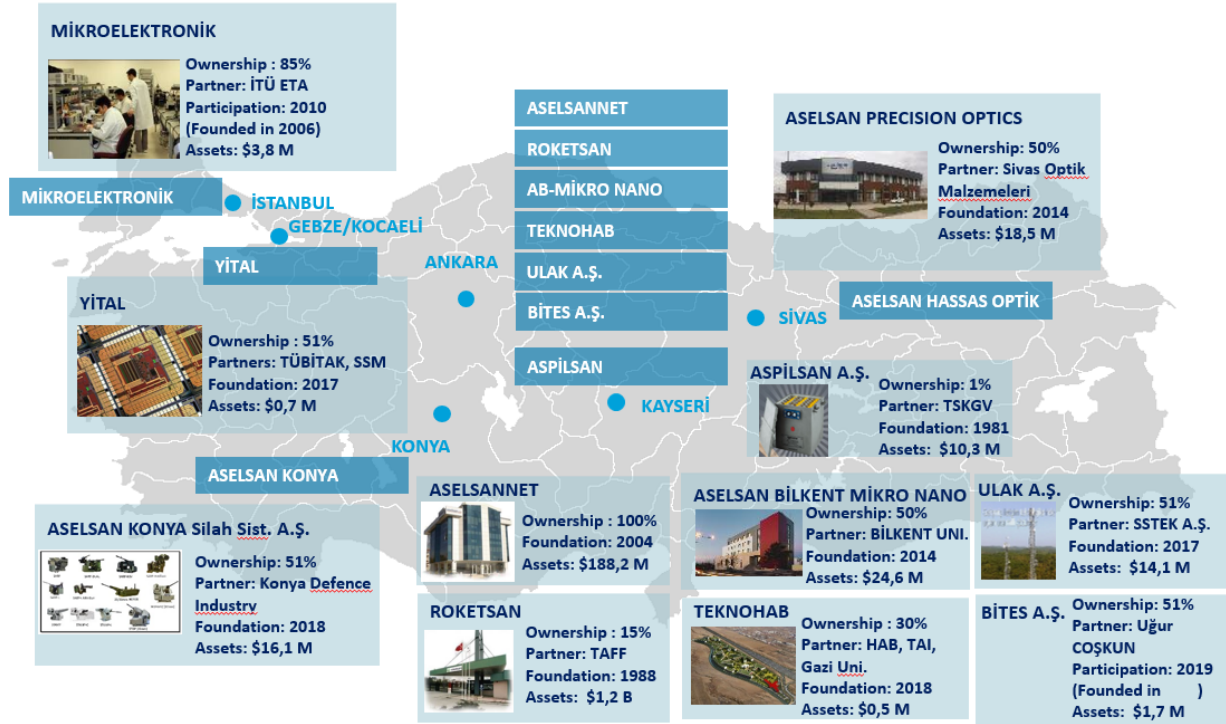 MİKROELEKTRONİK
Ownership : 85%
Partner: İTÜ ETA
Participation: 2010
(Founded in 2006)
Assets: $3,8 M
MİKROELEKTRONİK
İSTANBUL
GEBZE/KOCAELİ
YİTAL
YİTAL
Ownership : 51%
Partners: TÜBİTAK, SSM
Foundation: 2017
Assets: $0,7 M
ANKARA
ASELSANNET
ROKETSAN
AB-MİKRO NANO
TEKNOHAB
ULAK A.Ş.
BİTES A.Ş.
ASPİLSAN
KAYSERİ
KONYA
ASELSAN PRECISION OPTICS
Ownership: 50%
Partner: Sivas Optik
Malzemeleri
Foundation: 2014
Assets: $18,5 M
SİVAS
ASELSAN HASSAS OPTİK
ASPİLSAN A.Ş.
Ownership: 1%
Partner: TSKGV
Foundation: 1981
Assets: $10,3 M
ASELSAN KONYA
ASELSAN KONYA Silah Sist. A.Ş.
Ownership: 51%
Partner: Konya Defence
Industry
Foundation: 2018
Assets: $16,1 M
ASELSANNET
Ownership : 100%
Foundation: 2004
Assets: $188,2 M
ASELSAN BİLKENT MİKRO NANO
Ownership: 50%
Partner: BİLKENT UNI.
Foundation: 2014
Assets: $24,6 M
ULAK A.Ş.
Ownership: 51%
Partner: SSTEK A.Ş.
Foundation: 2017
Assets: $14,1 M
ROKETSAN
Ownership : 15%
Partner: TAFF
Foundation: 1988
Assets: $1,2 B
TEKNOHAB
Ownership : 30%
Partner: HAB, TAI,
Gazi Uni.
Foundation: 2018
Assets: $0,5 M
BİTES A.Ş.
Ownership: 51%
Partner: Uğur
COŞKUN
Participation: 2019
(Founded in )
Assets: $1,7 M